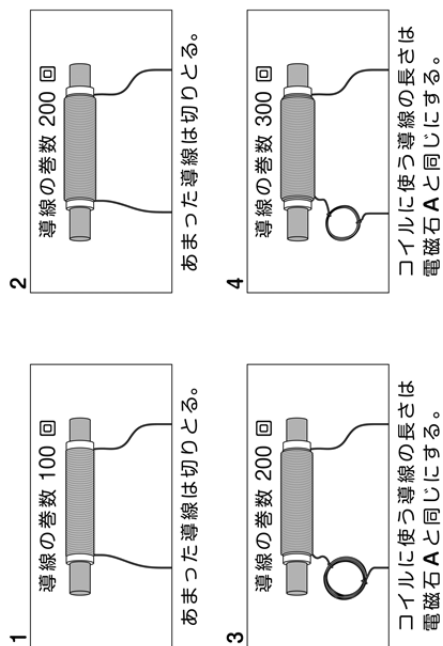 1
導線の巻数 100 回
あまった導線は切りとる。
2
導線の巻数 200 回
あまった導線は切りとる。
3
導線の巻数 200 回
コイルに使う導線の長さは
電磁石Aと同じにする。
4
導線の巻数 300 回
コイルに使う導線の長さは
電磁石Aと同じにする。